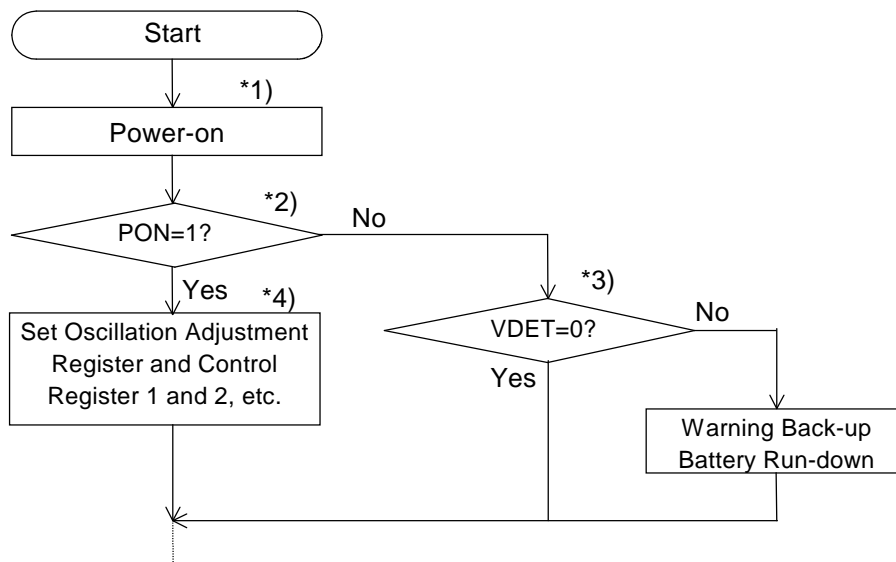 Start
*1)
Power-on
*2)
PON=1?
No
Yes
*3)
VDET=0?
No
Yes
*4)
Set Oscillation Adjustment
Register and Control
Register 1 and 2, etc.
Warning Back-up
Battery Run-down